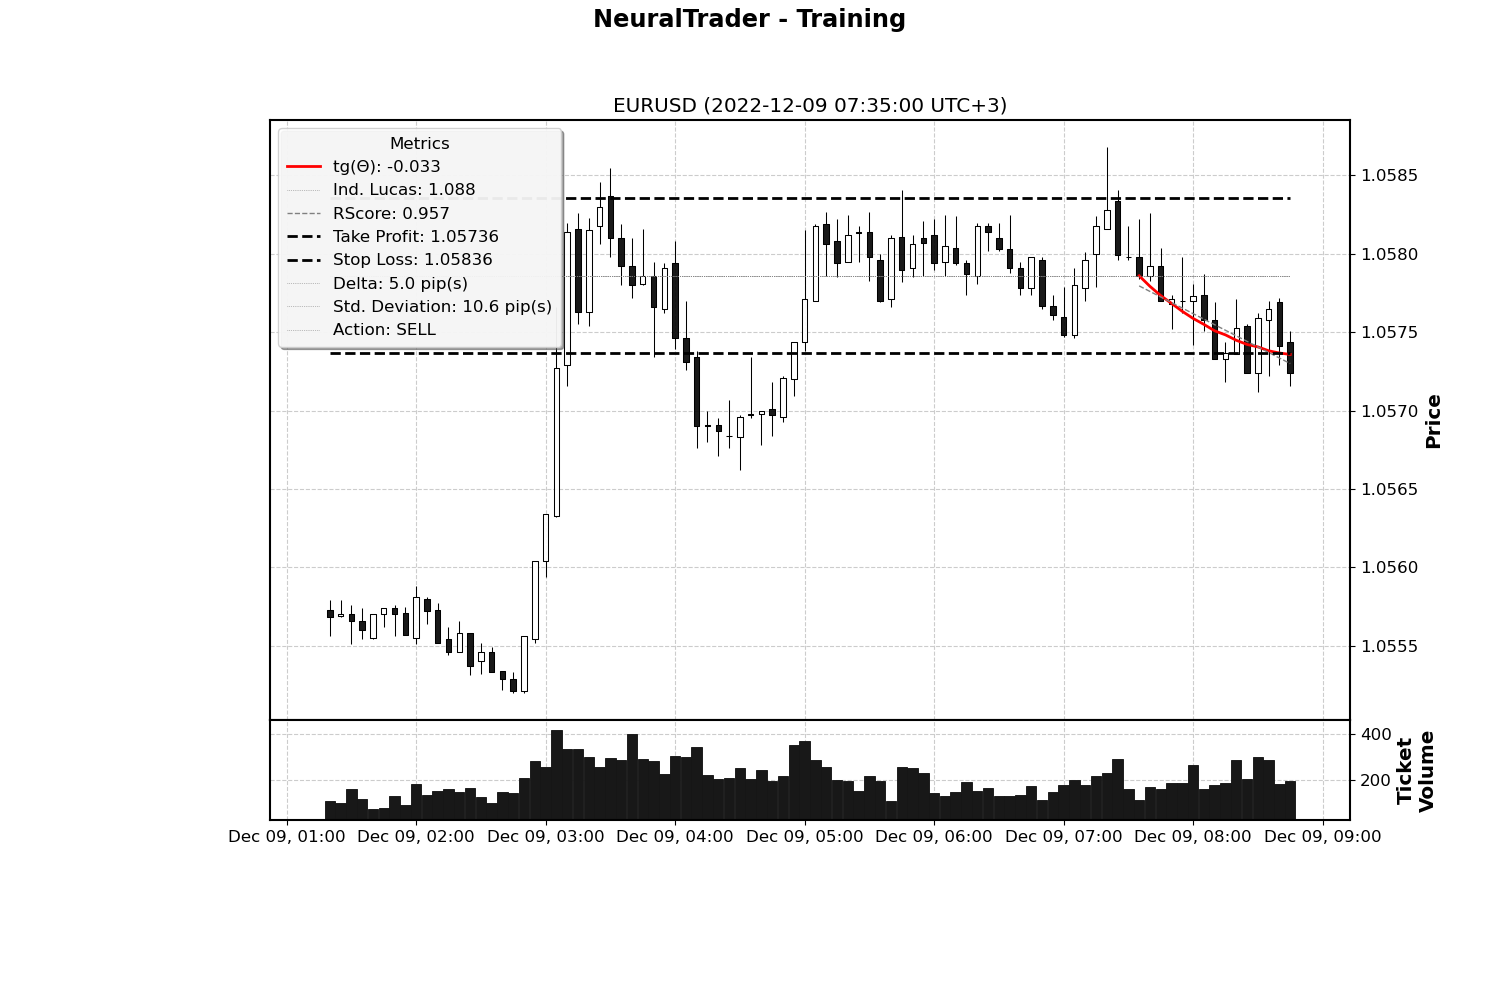 NeuralTrader - Training
EURUSD (2022-12-09 07:35:00 UTC+3)
Metrics
tg(Θ): -0.033
Ind. Lucas: 1.088
RScore: 0.957
Take Profit: 1.05736
Stop Loss: 1.05836
Delta: 5.0 pip(s)
Std. Deviation: 10.6 pip(s)
Action: SELL
1.0585
1.0580
1.0575
1.0570
1.0565
1.0560
1.0555
Price
400
200
Ticket
Volume
Dec 09, 01:00 Dec 09, 02:00 Dec 09, 03:00 Dec 09, 04:00 Dec 09, 05:00 Dec 09, 06:00 Dec 09, 07:00 Dec 09, 08:00 Dec 09, 09:00